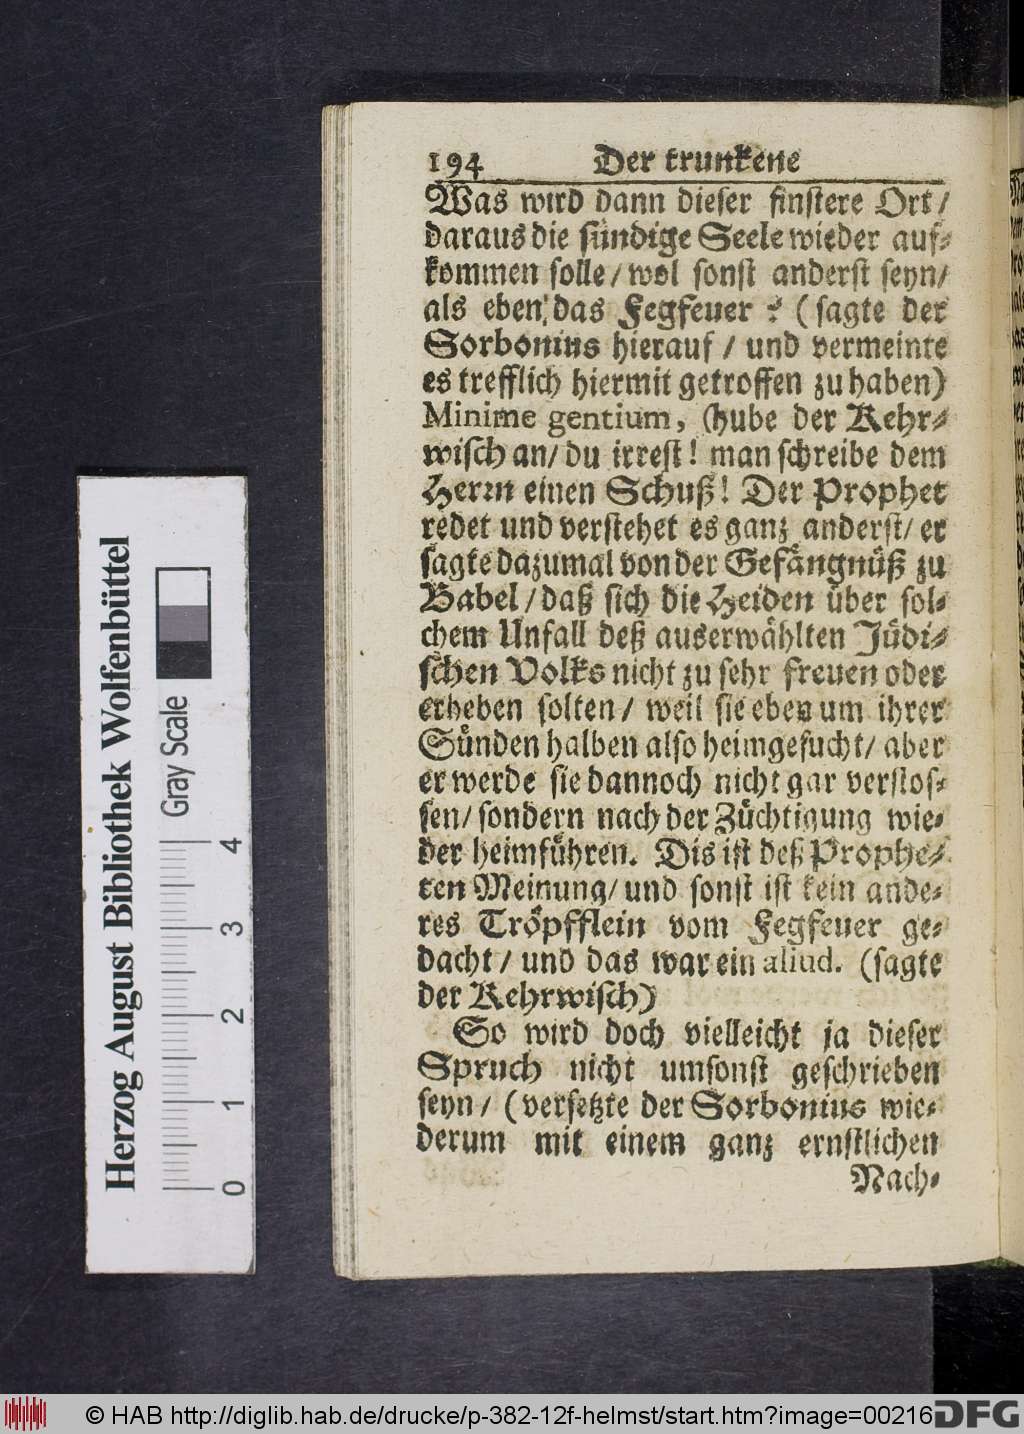 194 Der trunkene
Was wird dann dieser finstere Ort/
daraus die sündige Seele wieder auf-
kommen solle/ wol sonst anderst seyn/
als eben das Fegfeuer? (sagte der
Sorbonius hierauf/ und vermeinte
es trefflich hiermit getroffen zu haben)
Minime gentium, (hube der Kehr-
wisch an/ du irrest! man schreibe dem
Herrn einen Schuß! Der Prophet
redet und verstehet es ganz anderst/ er
sagte dazumal von der Gefängnüß zu
Babel/ daß sich die Heiden über sol-
chem Unfall deß auserwählten Jüdi-
schen Volks nicht zu sehr freuen oder
erheben solten/ weil sie eben um ihrer
Sünden halben also heimgesucht/ aber
er werde sie dannoch nicht gar verstos-
sen/ sondern nach der Züchtigung wie-
der heimführen. Dis ist deß Prophe-
ten Meinung/ und sonst ist kein ande-
res Tröpfflein vom Fegfeuer ge-
dacht/ und das war ein aliud. (sagte
der Kehrwisch)
So wird doch vielleicht ja dieser
Spruch nicht umsonst geschrieben
seyn/ (versetzte der Sorbonius wie-
derum mit einem ganz ernstlichen
Nach-
Herzog August Bibliothek Wolfenbüttel
Gray Scale
0 1 2 3 4
© HAB http://diglib.hab.de/drucke/p-382-12f-helmst/start.htm?image=00216
DFG